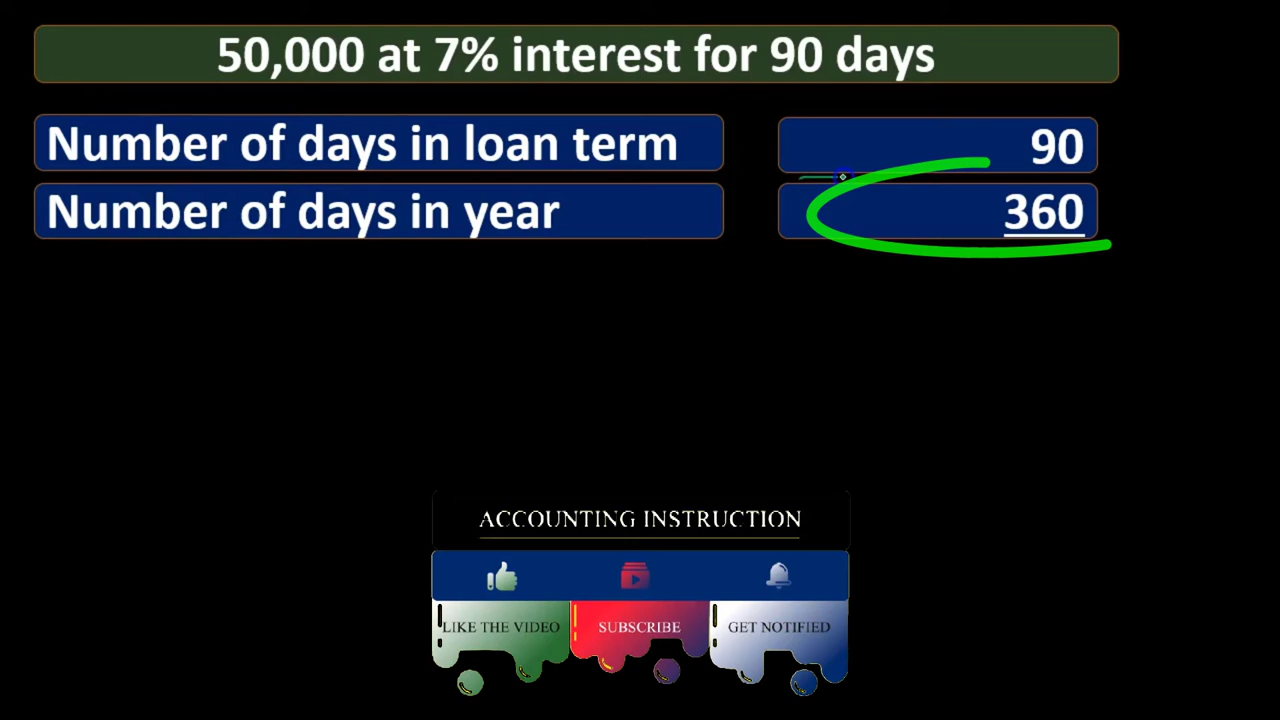 50,000 at 7% interest for 90 days
Number of days in loan term 90
Number of days in year 360
ACCOUNTING INSTRUCTION
LIKE THE VIDEO SUBSCRIBE GET NOTIFIED